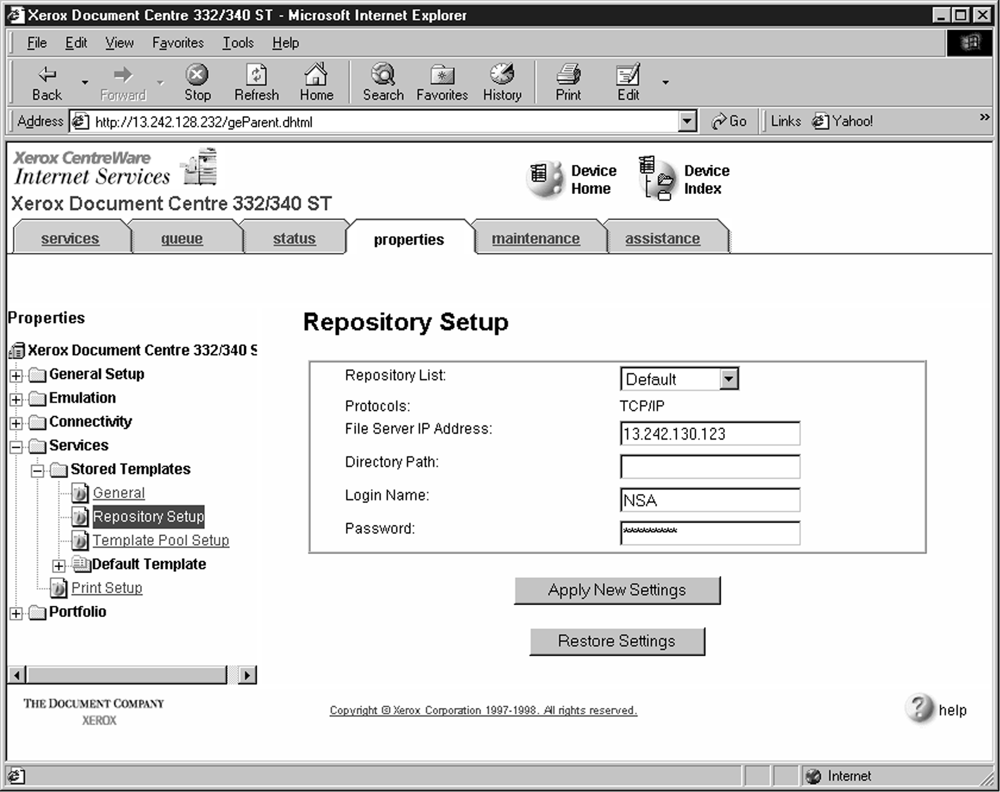 Xerox Document Centre 332/340 ST - Microsoft Internet Explorer
File Edit View Favorites Tools Help
Back Forward Stop Refresh Home Search Favorites History Print Edit
Address http://13.242.128.232/geParent.dhtml Go Links Yahoo! »
Xerox CentreWare
Internet Services
Device Home
Device Index
Xerox Document Centre 332/340 ST
services queue status properties maintenance assistance
Properties
Xerox Document Centre 332/340 S
General Setup
Emulation
Connectivity
Services
Stored Templates
General
Repository Setup
Template Pool Setup
Default Template
Print Setup
Portfolio
Repository Setup
Repository List: Default
Protocols: TCP/IP
File Server IP Address: 13.242.130.123
Directory Path:
Login Name: NSA
Password: **********
Apply New Settings
Restore Settings
THE DOCUMENT COMPANY
XEROX
Copyright © Xerox Corporation 1997-1998. All rights reserved.
? help
Internet